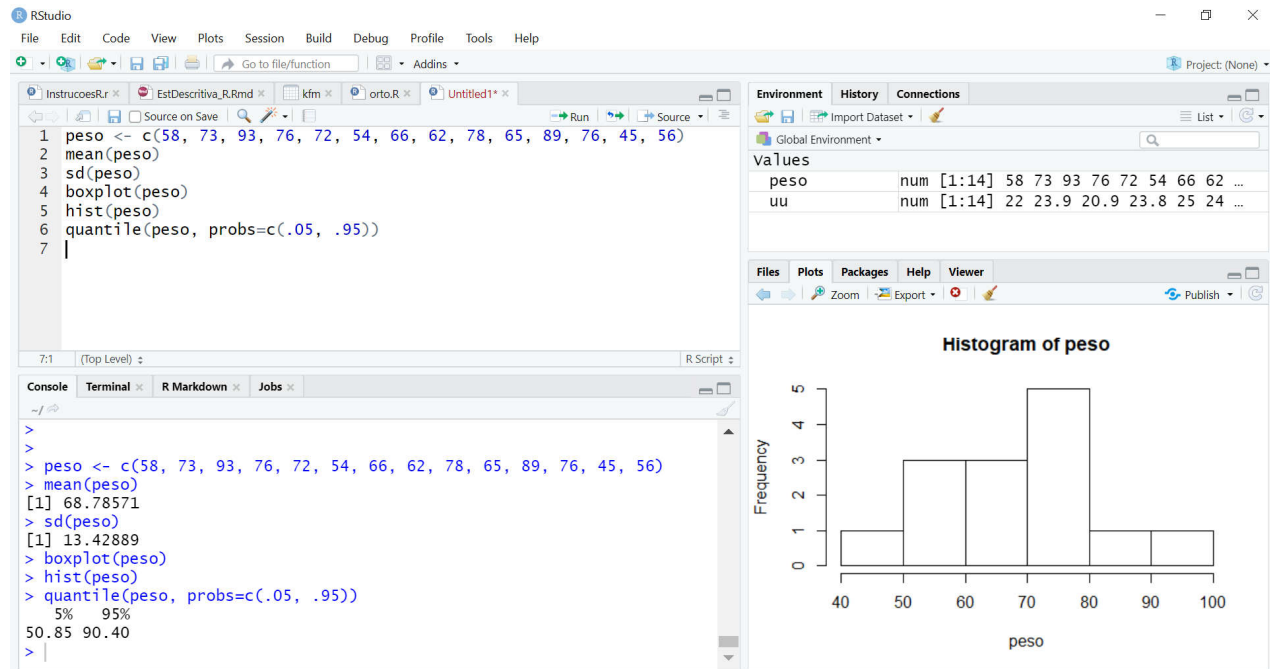 RStudio
File Edit Code View Plots Session Build Debug Profile Tools Help
Go to file/function Addins Project: (None)
InstrucoesR.r EstDescritiva_R.Rmd kfm orto.R Untitled1*
Source on Save Run Source
1 peso <- c(58, 73, 93, 76, 72, 54, 66, 62, 78, 65, 89, 76, 45, 56)
2 mean(peso)
3 sd(peso)
4 boxplot(peso)
5 hist(peso)
6 quantile(peso, probs=c(.05, .95))
7
7:1 (Top Level) R Script
Console Terminal R Markdown Jobs
~/
>
>
> peso <- c(58, 73, 93, 76, 72, 54, 66, 62, 78, 65, 89, 76, 45, 56)
> mean(peso)
[1] 68.78571
> sd(peso)
[1] 13.42889
> boxplot(peso)
> hist(peso)
> quantile(peso, probs=c(.05, .95))
5% 95%
50.85 90.40
>
Environment History Connections
Import Dataset List
Global Environment
Values
peso num [1:14] 58 73 93 76 72 54 66 62 …
uu num [1:14] 22 23.9 20.9 23.8 25 24 …
Files Plots Packages Help Viewer
Zoom Export Publish
Histogram of peso
Frequency
5
4
3
2
1
0
40 50 60 70 80 90 100
peso